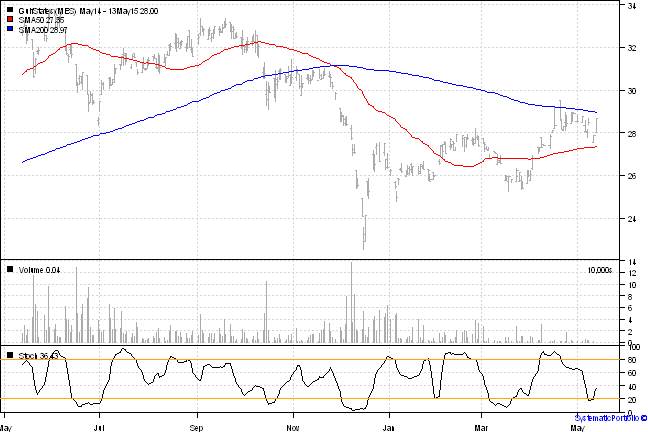 GulfStates(MES) May14 - 13May15 28.00
SMA50 27.35
SMA200 28.97
34
32
30
28
26
24
Volume 0.04
10,000s
14
12
10
8
6
4
2
0
Stoch 36.43
100
80
60
40
20
0
May Jul Sep Nov Jan Mar May
SystematicPortfolio ©